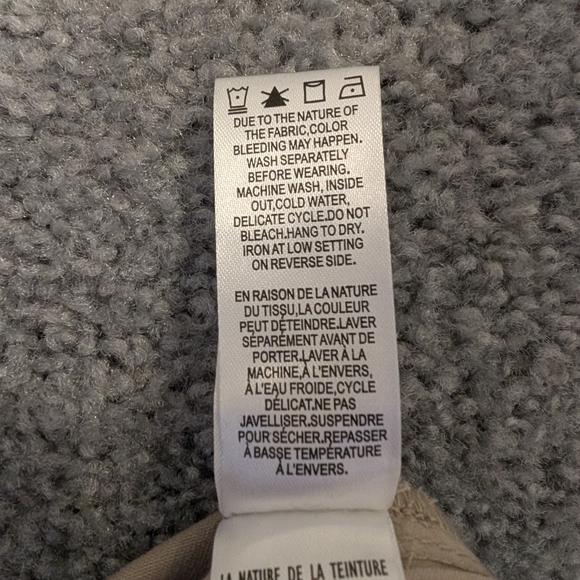 DUE TO THE NATURE OF
THE FABRIC,COLOR
BLEEDING MAY HAPPEN.
WASH SEPARATELY
BEFORE WEARING.
MACHINE WASH, INSIDE
OUT,COLD WATER,
DELICATE CYCLE.DO NOT
BLEACH.HANG TO DRY.
IRON AT LOW SETTING
ON REVERSE SIDE.
EN RAISON DE LA NATURE
DU TISSU,LA COULEUR
PEUT DÉTEINDRE.LAVER
SÉPARÉMENT AVANT DE
PORTER.LAVER À LA
MACHINE,À L'ENVERS,
À L'EAU FROIDE,CYCLE
DÉLICAT.NE PAS
JAVELLISER.SUSPENDRE
POUR SÉCHER.REPASSER
À BASSE TEMPÉRATURE
À L'ENVERS.
LA NATURE DE LA TEINTURE